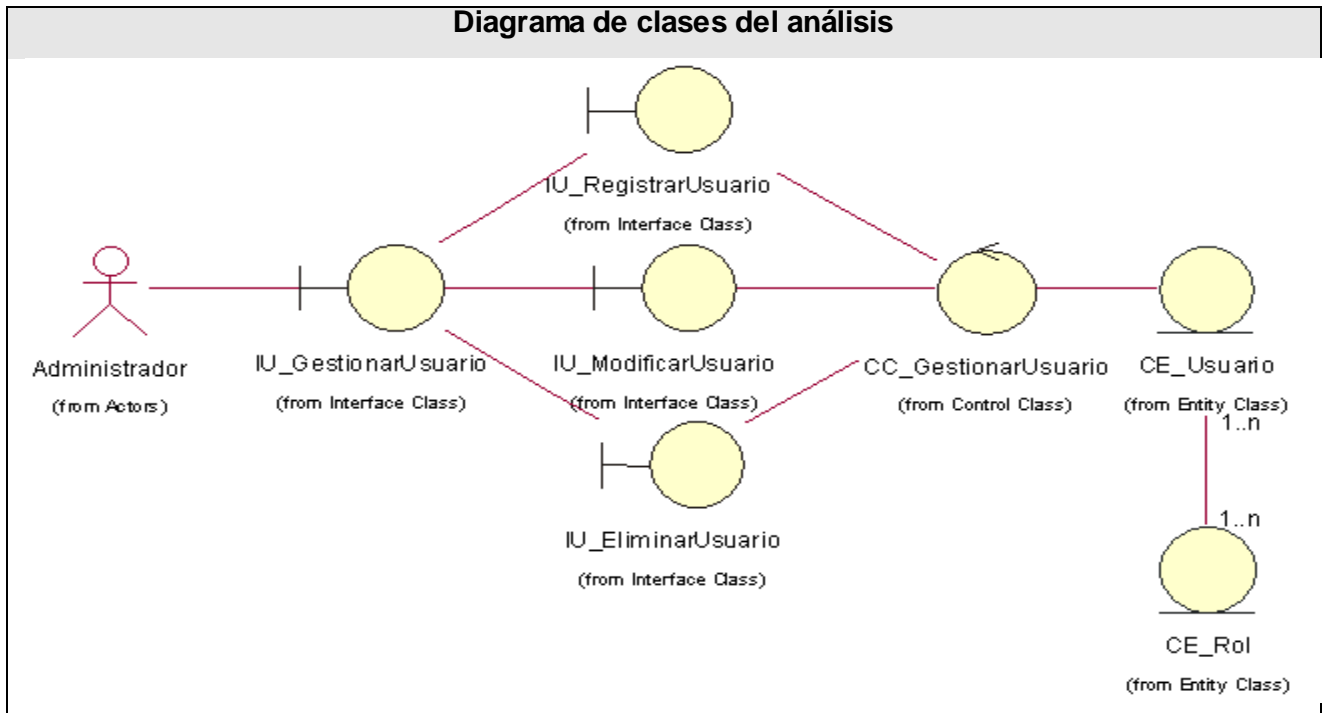 Diagrama de clases del análisis
IU_RegistrarUsuario
(from Interface Class)
Administrador
(from Actors)
IU_GestionarUsuario
(from Interface Class)
IU_ModificarUsuario
(from Interface Class)
CC_GestionarUsuario
(from Control Class)
CE_Usuario
(from Entity Class)
1..n
1..n
IU_EliminarUsuario
(from Interface Class)
CE_Rol
(from Entity Class)